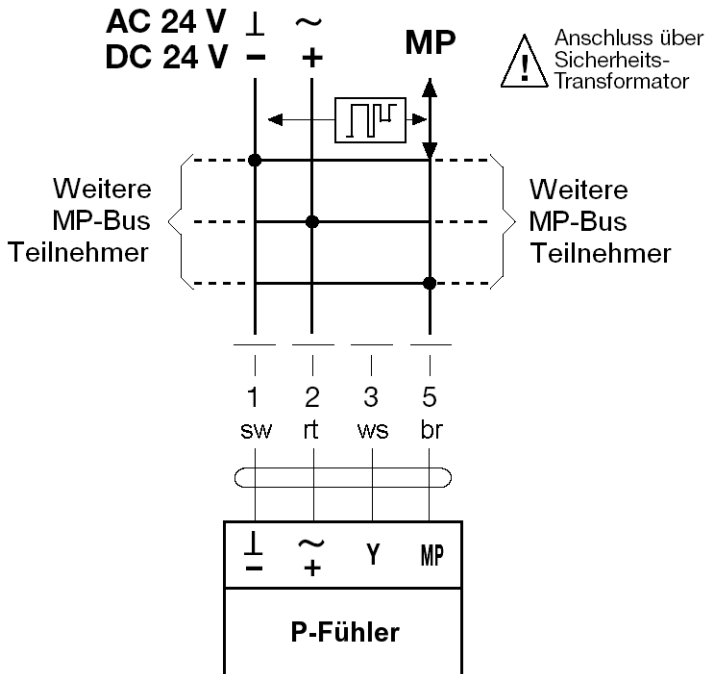 AC 24 V ⊥ ~
DC 24 V − +
MP
Anschluss über
Sicherheits-
Transformator
!
Weitere
MP-Bus
Teilnehmer
Weitere
MP-Bus
Teilnehmer
1 2 3 5
sw rt ws br
⊥ ~ Y MP
− +
P-Fühler